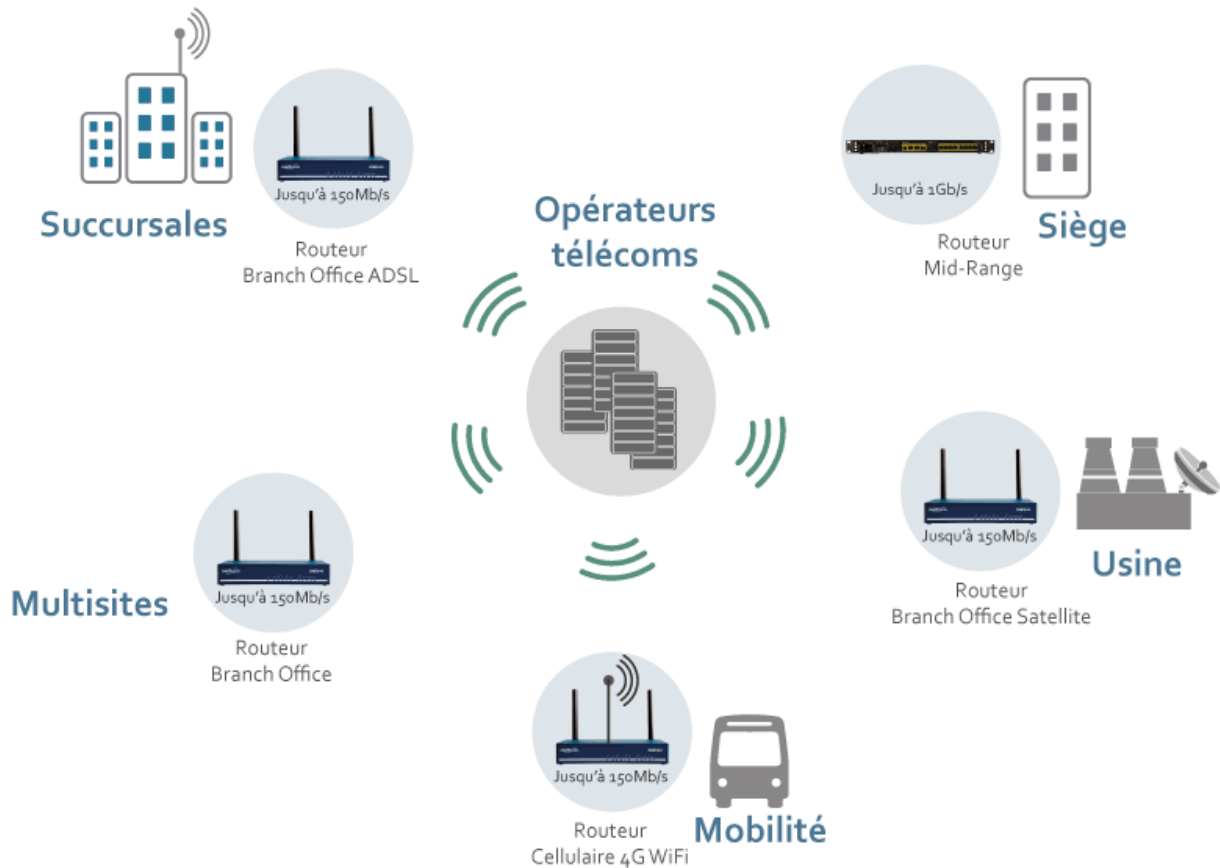 Jusqu'à 150Mb/s
Succursales
Routeur
Branch Office ADSL
Opérateurs
télécoms
Jusqu'à 1Gb/s
Siège
Routeur
Mid-Range
Jusqu'à 150Mb/s
Multisites
Routeur
Branch Office
Jusqu'à 150Mb/s
Usine
Routeur
Branch Office Satellite
Jusqu'à 150Mb/s
Mobilité
Routeur
Cellulaire 4G WiFi